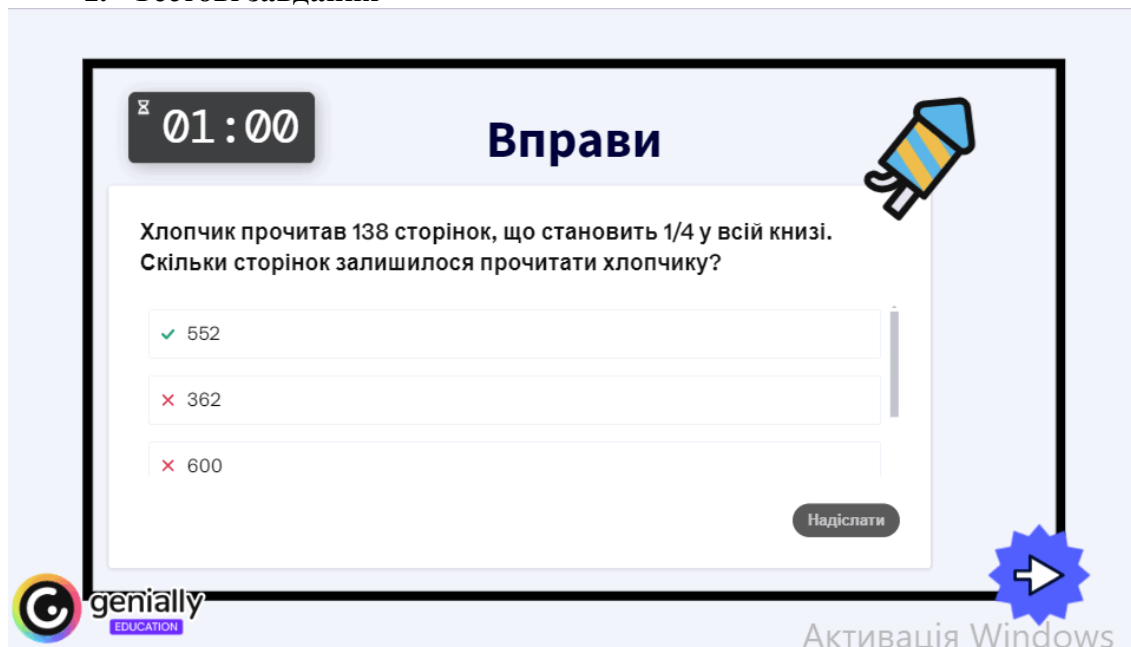 01:00
Вправи
Хлопчик прочитав 138 сторінок, що становить 1/4 у всій книзі.
Скільки сторінок залишилося прочитати хлопчику?
552
362
600
Надіслати
genially
EDUCATION
Активація Windows